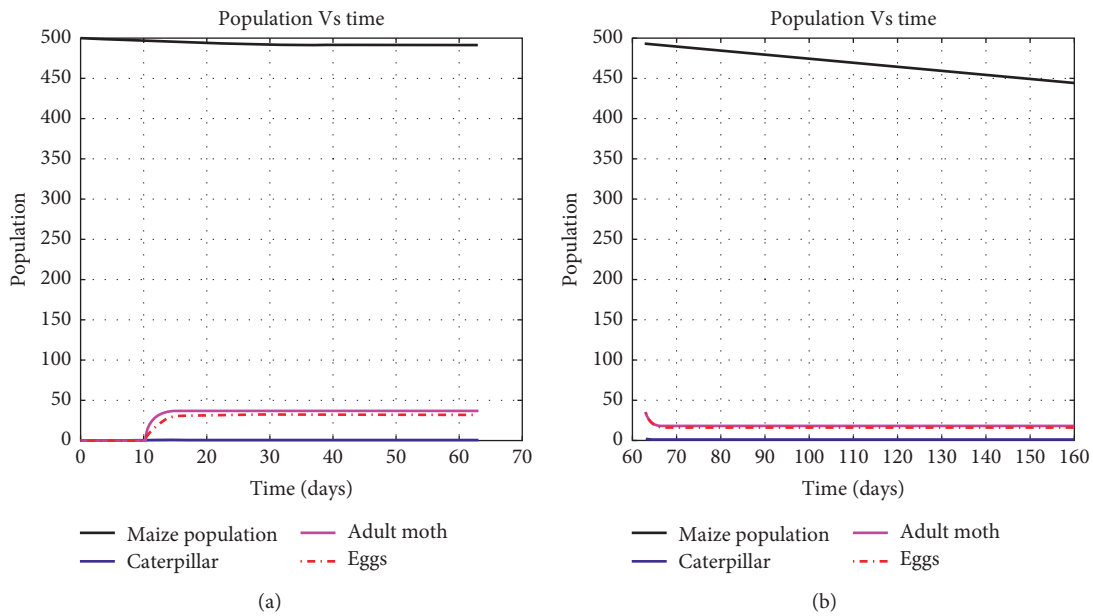 Population Vs time
500
450
400
350
300
250
200
150
100
50
0
Population
0 10 20 30 40 50 60 70
Time (days)
Maize population
Caterpillar
Adult moth
Eggs
(a)
Population Vs time
500
450
400
350
300
250
200
150
100
50
0
Population
60 70 80 90 100 110 120 130 140 150 160
Time (days)
Maize population
Caterpillar
Adult moth
Eggs
(b)